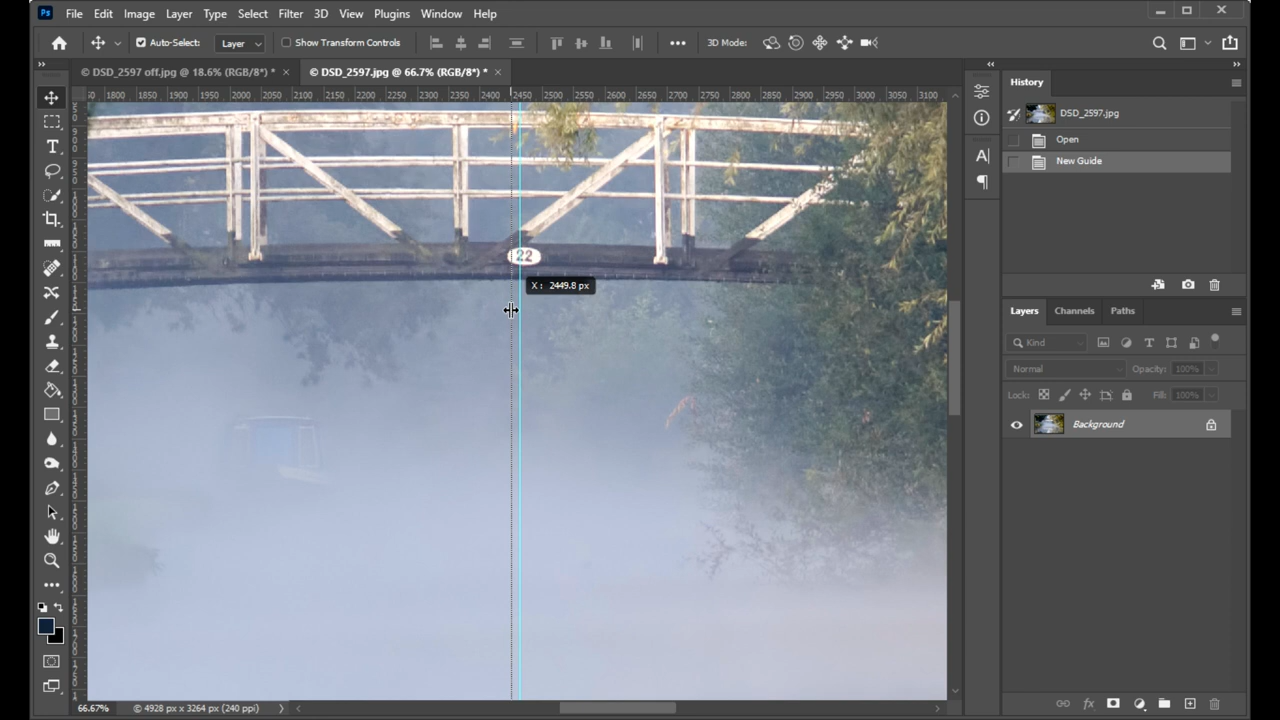 Ps File Edit Image Layer Type Select Filter 3D View Plugins Window Help
Auto-Select: Layer Show Transform Controls ••• 3D Mode:
© DSD_2597 off.jpg @ 18.6% (RGB/8*) * × © DSD_2597.jpg @ 66.7% (RGB/8*) * ×
1800 1850 1900 1950 2000 2050 2100 2150 2200 2250 2300 2350 2400 2450 2500 2550 2600 2650 2700 2750 2800 2850 2900 2950 3000 3050 3100
22
X : 2449.8 px
History
DSD_2597.jpg
Open
New Guide
Layers Channels Paths
Kind
Normal Opacity: 100%
Lock: Fill: 100%
Background
fx
66.67% © 4928 px x 3264 px (240 ppi)